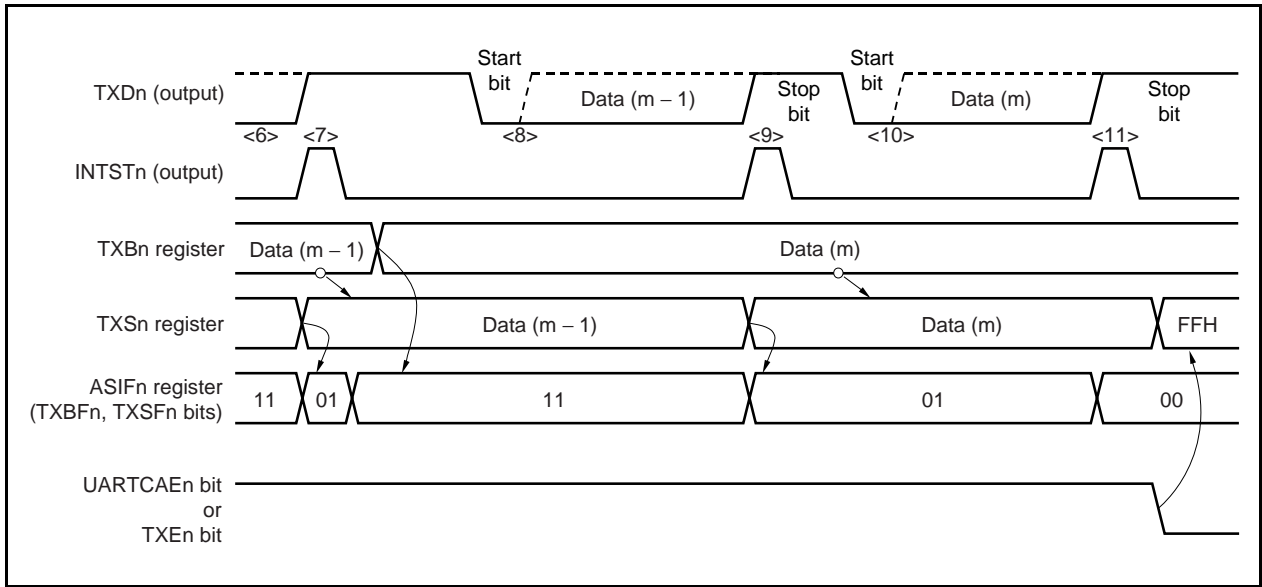 Start
bit
Start
bit
TXDn (output)
Data (m – 1)
Stop
bit
Data (m)
Stop
bit
<6>
<7>
<8>
<9>
<10>
<11>
INTSTn (output)
TXBn register
Data (m – 1)
Data (m)
TXSn register
Data (m – 1)
Data (m)
FFH
ASIFn register
(TXBFn, TXSFn bits)
11
01
11
01
00
UARTCAEn bit
or
TXEn bit